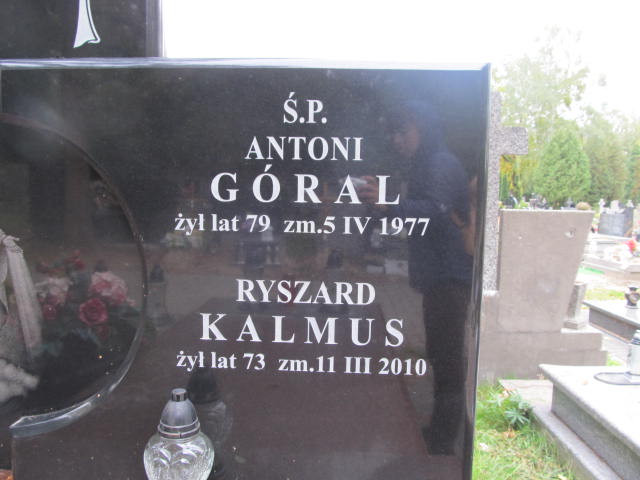 Ś.P.
ANTONI
GÓRAL
żył lat 79 zm.5 IV 1977
RYSZARD
KALMUS
żył lat 73 zm.11 III 2010